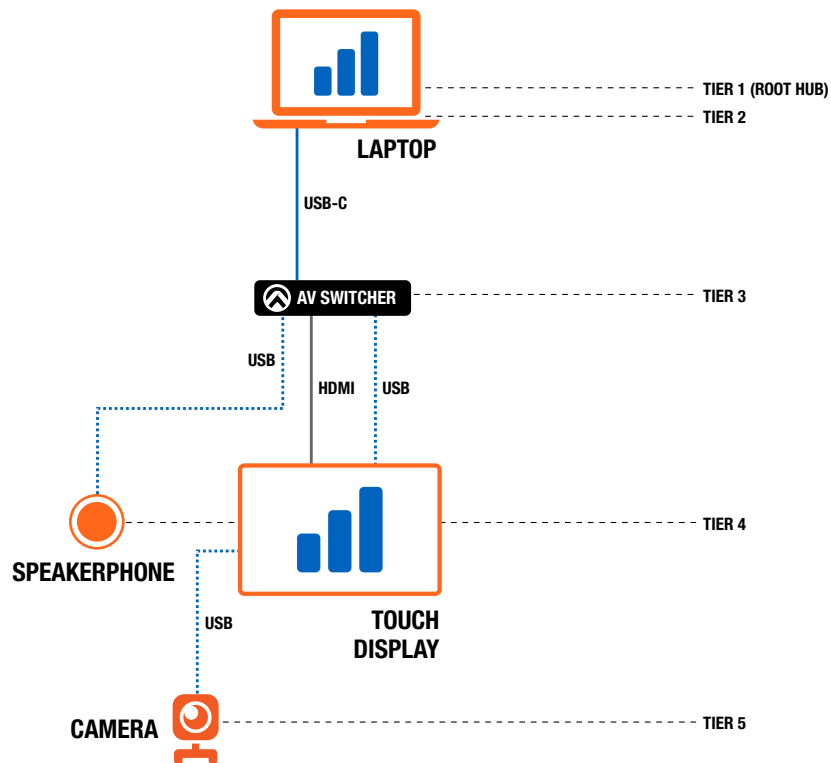 TIER 1 (ROOT HUB)
TIER 2
LAPTOP
USB-C
AV SWITCHER
TIER 3
USB
HDMI
USB
TIER 4
SPEAKERPHONE
TOUCH
DISPLAY
USB
CAMERA
TIER 5